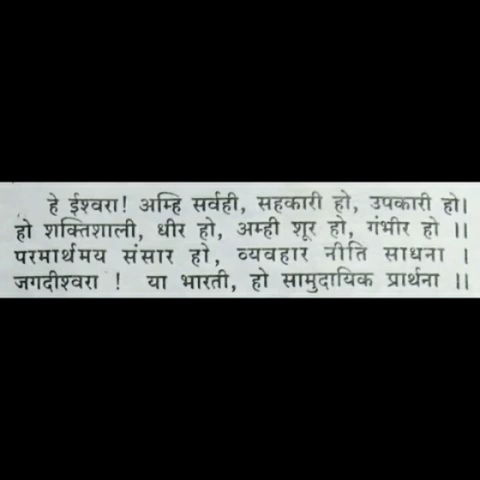 हे ईश्वरा! अम्हि सर्वही, सहकारी हो, उपकारी हो।
हो शक्तिशाली, धीर हो, अम्ही शूर हो, गंभीर हो ।।
परमार्थमय संसार हो, व्यवहार नीति साधना ।
जगदीश्वरा ! या भारती, हो सामुदायिक प्रार्थना ।।